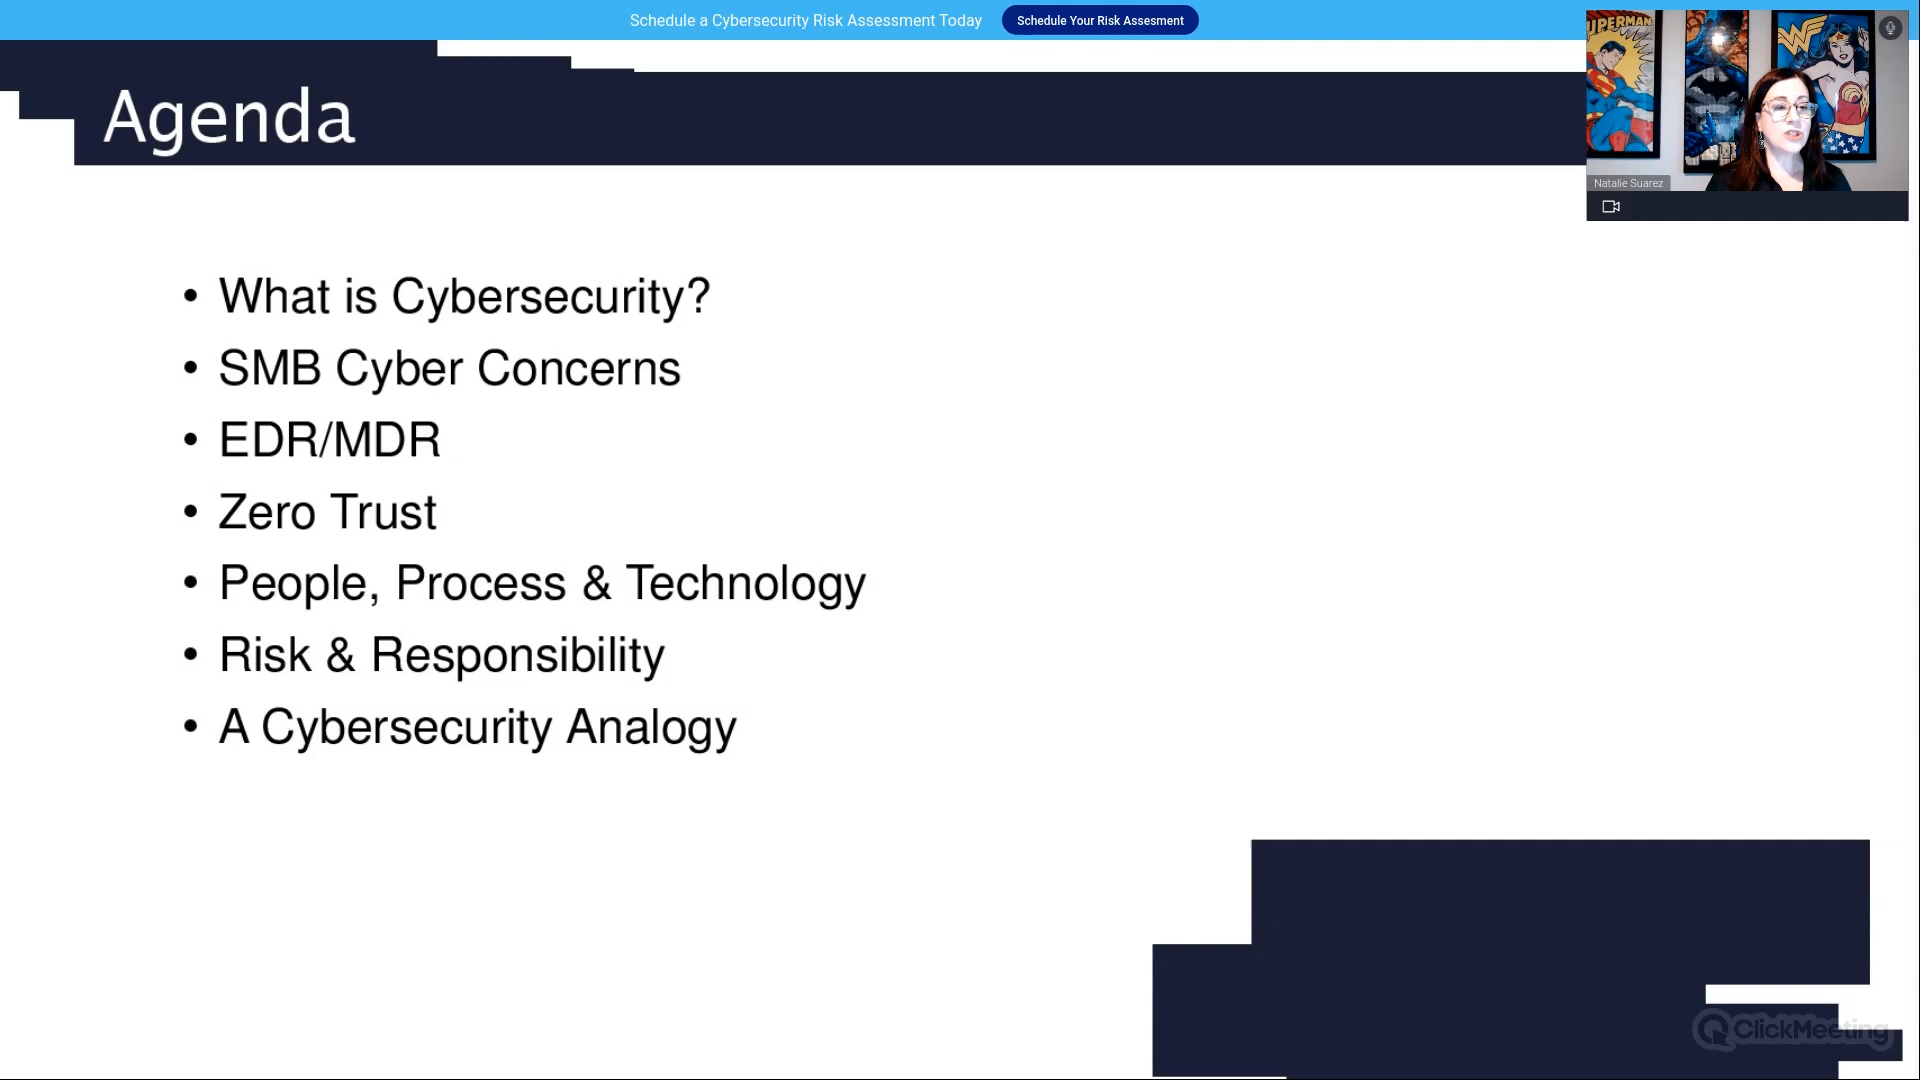 Schedule a Cybersecurity Risk Assessment Today
Schedule Your Risk Assesment
SUPERMAN
Natalie Suarez
Agenda
• What is Cybersecurity?
• SMB Cyber Concerns
• EDR/MDR
• Zero Trust
• People, Process & Technology
• Risk & Responsibility
• A Cybersecurity Analogy
ClickMeeting